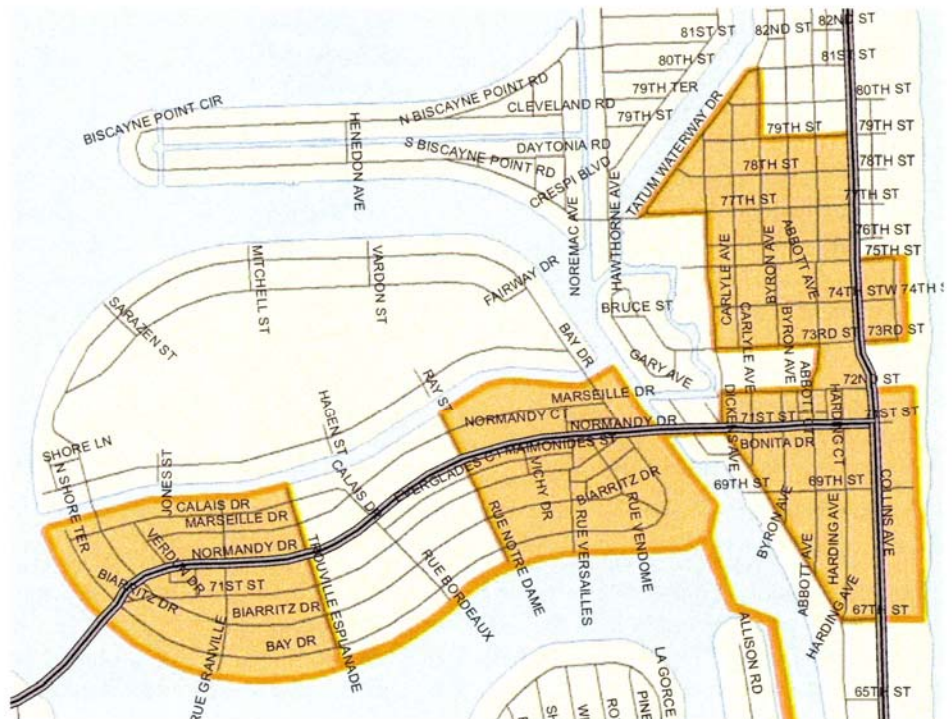 81ST ST
82ND ST
82ND ST
81ST ST
80TH ST
79TH TER
79TH ST
80TH ST
79TH ST
79TH ST
78TH ST
78TH ST
77TH ST
77TH ST
76TH ST
75TH ST
74TH STW
74TH S
73RD ST
73RD ST
72ND ST
71ST ST
71ST ST
BISCAYNE POINT CIR
N BISCAYNE POINT RD
CLEVELAND RD
HENEDON AVE
S BISCAYNE POINT RD
DAYTONIA RD
CRESPI BLVD
NOREMAC AVE
HAWTHORNE AVE
TATUM WATERWAY DR
CARLYLE AVE
BYRON AVE
ABBOTT AVE
CARLYLE AVE
BYRON AVE
MITCHELL ST
VARDON ST
FAIRWAY DR
SARAZEN ST
BRUCE ST
GARY AVE
BAY DR
RAY ST
MARSEILLE DR
NORMANDY CT
NORMANDY DR
HAGEN ST
DICKENS AVE
HARDING CT
BONITA DR
SHORE LN
N SHORE TER
JONES ST
CALAIS DR
CALAIS DR
MARSEILLE DR
EVERGLADES CT
MAIMONIDES ST
VICHY DR
BIARRITZ DR
69TH ST
69TH ST
COLLINS AVE
VERDUN DR
NORMANDY DR
71ST ST
BIARRITZ DR
BIARRITZ DR
BAY DR
TROUVILLE ESPLANADE
RUE BORDEAUX
RUE NOTRE DAME
RUE VERSAILLES
RUE VENDOME
BYRON AVE
ABBOTT AVE
HARDING AVE
HARDING AVE
67TH ST
65TH ST
RUE GRANVILLE
ALLISON RD
LA GORCE
PINE